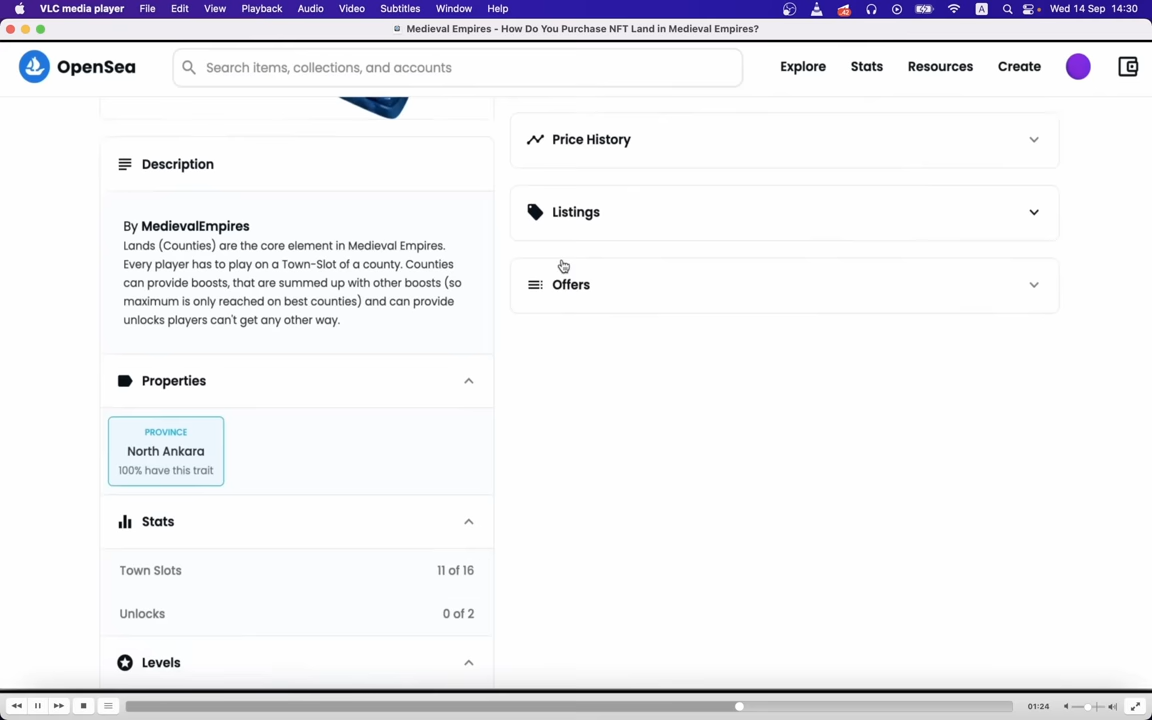 VLC media player File Edit View Playback Audio Video Subtitles Window Help 42 A Wed 14 Sep 14:30
Medieval Empires - How Do You Purchase NFT Land in Medieval Empires?
OpenSea Search items, collections, and accounts Explore Stats Resources Create
Price History
Description
Listings
By MedievalEmpires
Lands (Counties) are the core element in Medieval Empires.
Every player has to play on a Town-Slot of a county. Counties
can provide boosts, that are summed up with other boosts (so
maximum is only reached on best counties) and can provide
unlocks players can't get any other way.
Offers
Properties
PROVINCE
North Ankara
100% have this trait
Stats
Town Slots 11 of 16
Unlocks 0 of 2
Levels
01:24